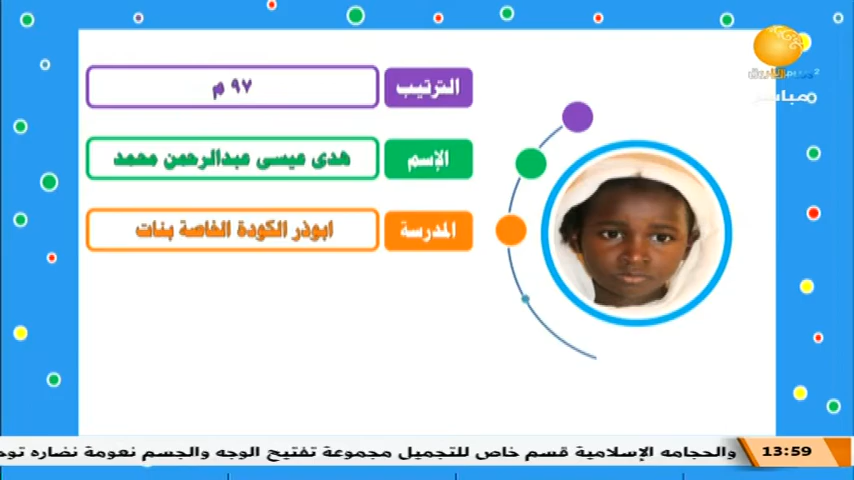 مباشر
الترتيب ٩٧ م
الإسم هدى عيسى عبدالرحمن محمد
المدرسة ابوذر الكودة الخاصة بنات
والحجامه الإسلامية قسم خاص للتجميل مجموعة تفتيح الوجه والجسم نعومة نضاره
13:59